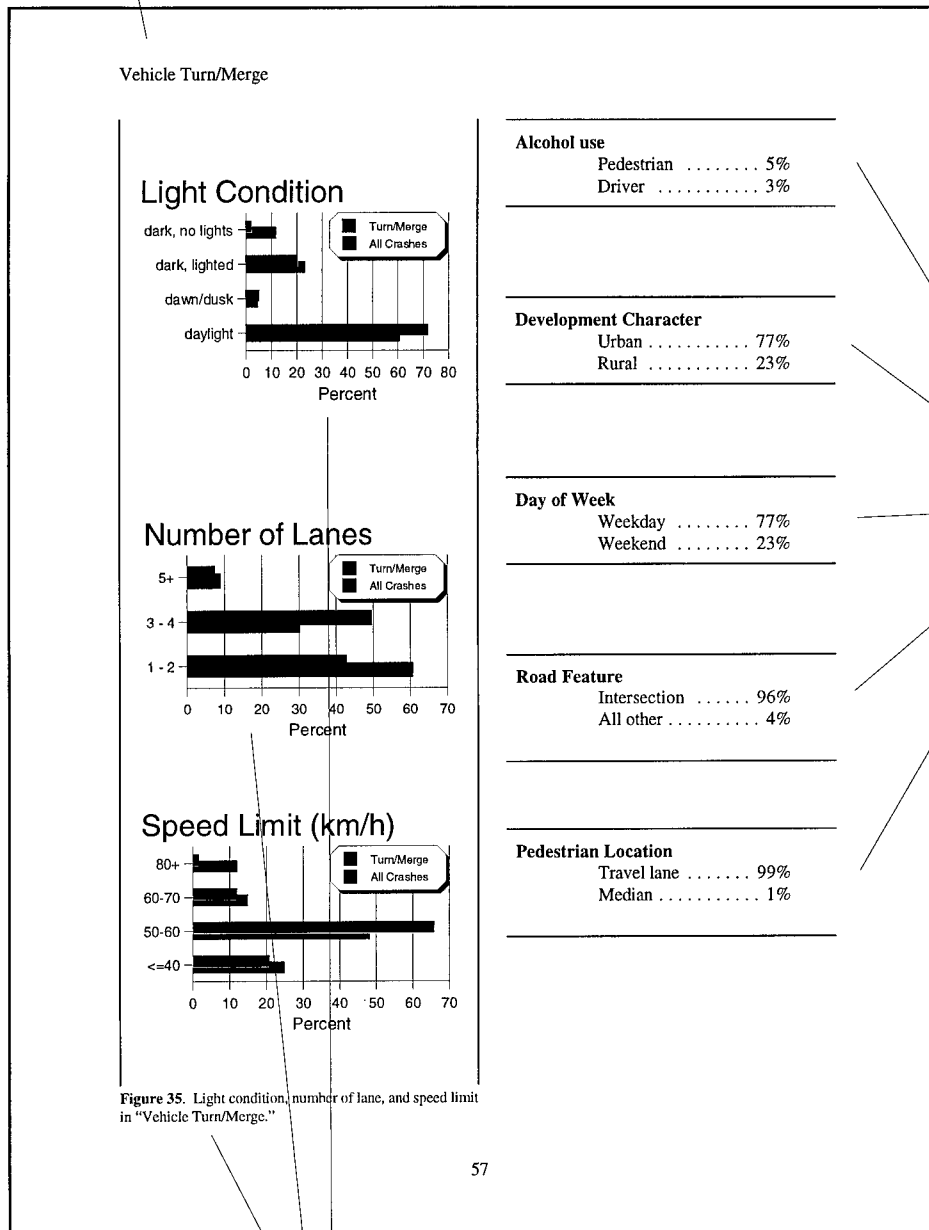 Vehicle Turn/Merge
Light Condition
Turn/Merge
All Crashes
dark, no lights
dark, lighted
dawn/dusk
daylight
0 10 20 30 40 50 60 70 80
Percent
Number of Lanes
Turn/Merge
All Crashes
5+
3 - 4
1 - 2
0 10 20 30 40 50 60 70
Percent
Speed Limit (km/h)
Turn/Merge
All Crashes
80+
60-70
50-60
<=40
0 10 20 30 40 50 60 70
Percent
Figure 35. Light condition, number of lane, and speed limit
in “Vehicle Turn/Merge.”
Alcohol use
Pedestrian ........ 5%
Driver ........... 3%
Development Character
Urban ........... 77%
Rural ........... 23%
Day of Week
Weekday ........ 77%
Weekend ........ 23%
Road Feature
Intersection ...... 96%
All other .......... 4%
Pedestrian Location
Travel lane ....... 99%
Median ........... 1%
57